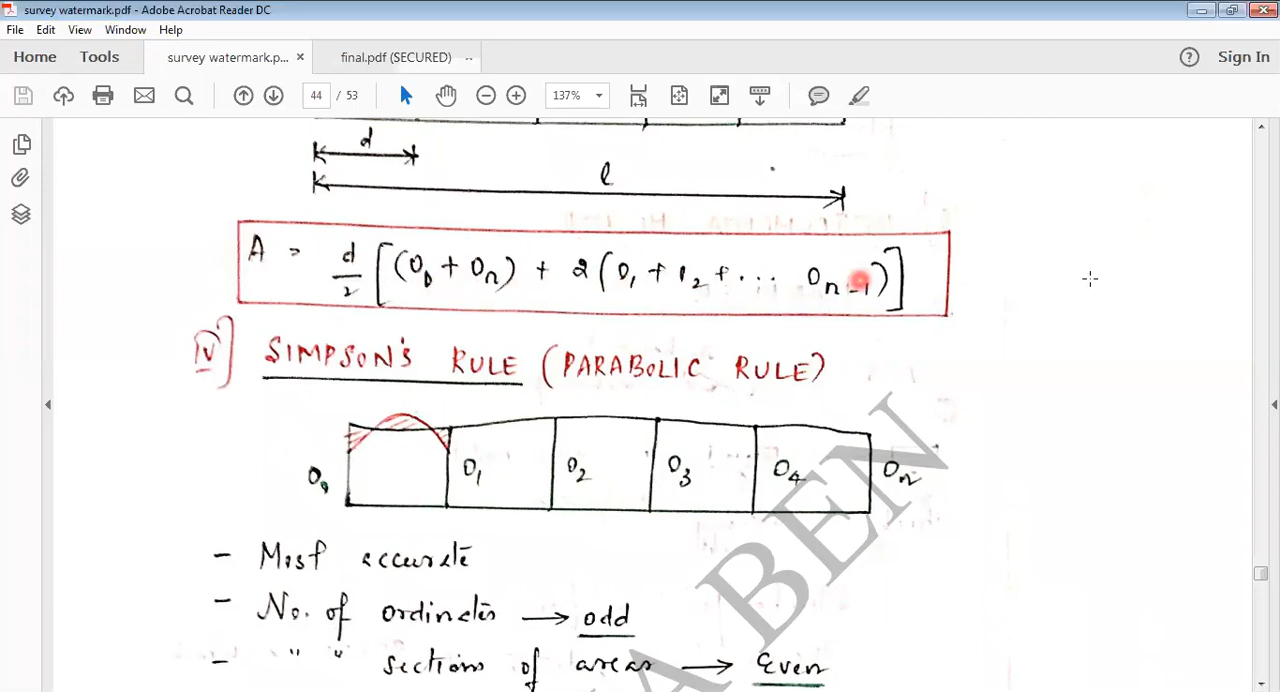 survey watermark.pdf - Adobe Acrobat Reader DC
File Edit View Window Help
Home Tools survey watermark.p... × final.pdf (SECURED) ..
? Sign In
44 / 53 137%
d
l
A = d/2 [(O₀ + Oₙ) + 2 (O₁ + O₂ + ... Oₙ₋₁)]
IV] SIMPSON'S RULE (PARABOLIC RULE)
O₀ O₁ O₂ O₃ O₄ Oₙ
- Most accurate
- No. of ordinates → odd
- " " sections of areas → Even
A BEN